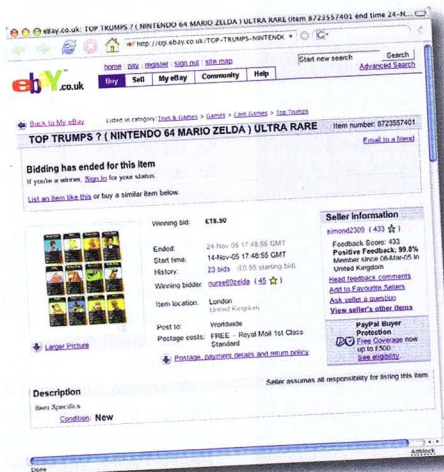 eBay.co.uk: TOP TRUMPS ? ( NINTENDO 64 MARIO ZELDA ) ULTRA RARE (item 8723557401 end time 24-N...
http://cgi.ebay.co.uk/TOP-TRUMPS-NINTENDO
home | pay | register | sign out | site map
Start new search
Search
Advanced Search
ebY.co.uk
Buy Sell My eBay Community Help
Back to My eBay
Listed in category: Toys & Games > Games > Card Games > Top Trumps
TOP TRUMPS ? ( NINTENDO 64 MARIO ZELDA ) ULTRA RARE
Item number: 8723557401
Email to a friend
Bidding has ended for this item
If you're a winner, Sign in for your status.
List an item like this or buy a similar item below.
Larger Picture
Winning bid: £18.90
Ended: 24-Nov-05 17:48:55 GMT
Start time: 14-Nov-05 17:48:55 GMT
History: 23 bids (£0.99 starting bid)
Winning bidder: nurse69zelda ( 45 )
Item location: London
United Kingdom
Post to: Worldwide
Postage costs: FREE - Royal Mail 1st Class
Standard
Postage, payment details and return policy
Seller information
simond2309 ( 433 )
Feedback Score: 433
Positive Feedback: 99.8%
Member since 08-Mar-05 in
United Kingdom
Read feedback comments
Add to Favourite Sellers
Ask seller a question
View seller's other items
PayPal Buyer
Protection
Free Coverage now
up to £500.
See eligibility.
Description
Seller assumes all responsibility for listing this item
Item Specifics
Condition: New
Done
Adblock